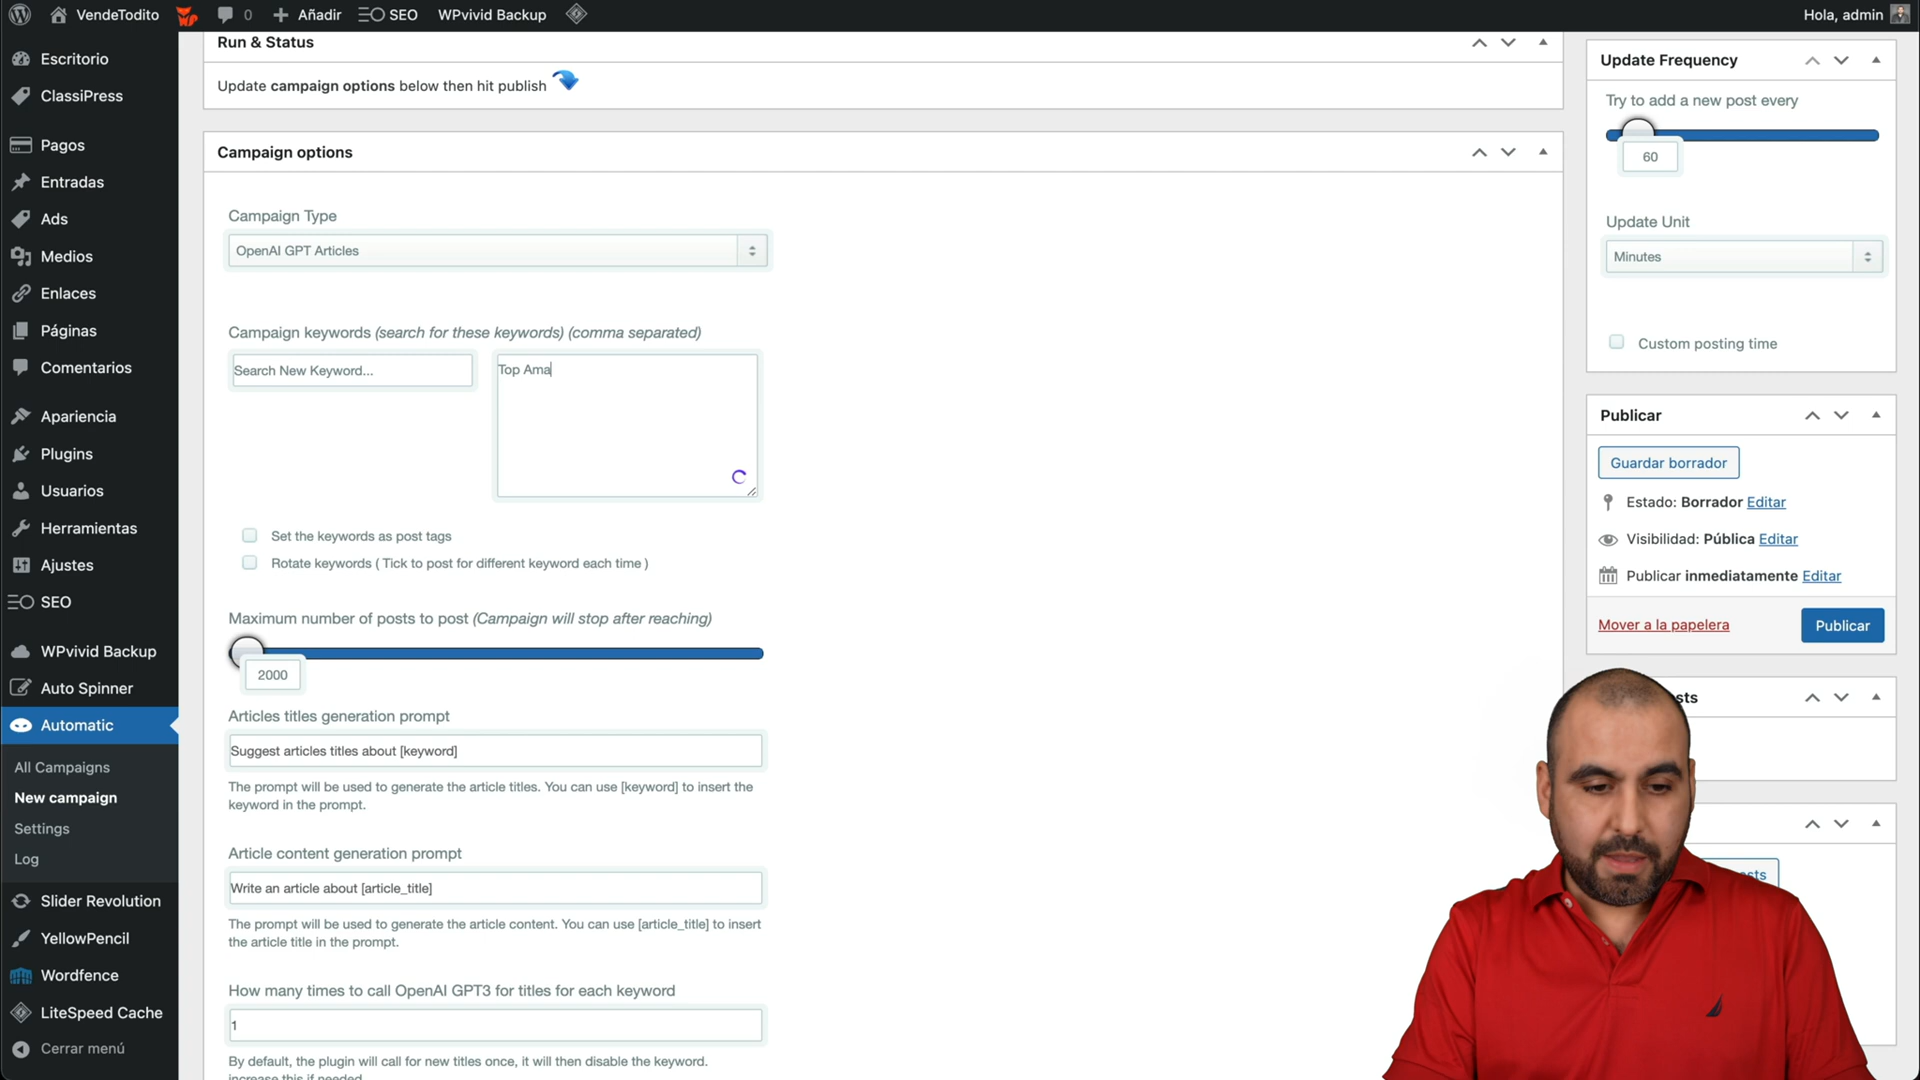 VendeTodito
0
Añadir
SEO
WPvivid Backup
Hola, admin
Escritorio
ClassiPress
Pagos
Entradas
Ads
Medios
Enlaces
Páginas
Comentarios
Apariencia
Plugins
Usuarios
Herramientas
Ajustes
SEO
WPvivid Backup
Auto Spinner
Automatic
All Campaigns
New campaign
Settings
Log
Slider Revolution
YellowPencil
Wordfence
LiteSpeed Cache
Cerrar menú
Run & Status
Update campaign options below then hit publish
Campaign options
Campaign Type
OpenAI GPT Articles
Campaign keywords (search for these keywords) (comma separated)
Search New Keyword...
Top Ama
Set the keywords as post tags
Rotate keywords ( Tick to post for different keyword each time )
Maximum number of posts to post (Campaign will stop after reaching)
2000
Articles titles generation prompt
Suggest articles titles about [keyword]
The prompt will be used to generate the article titles. You can use [keyword] to insert the
keyword in the prompt.
Article content generation prompt
Write an article about [article_title]
The prompt will be used to generate the article content. You can use [article_title] to insert
the article title in the prompt.
How many times to call OpenAI GPT3 for titles for each keyword
1
By default, the plugin will call for new titles once, it will then disable the keyword.
increase this if needed
Update Frequency
Try to add a new post every
60
Update Unit
Minutes
Custom posting time
Publicar
Guardar borrador
Estado: Borrador Editar
Visibilidad: Pública Editar
Publicar inmediatamente Editar
Mover a la papelera
Publicar